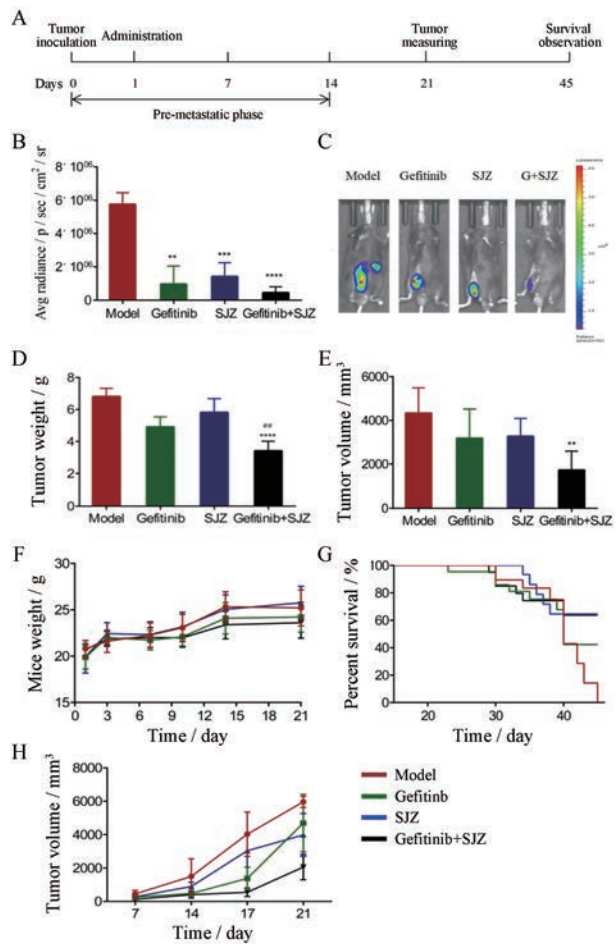 A
Tumor inoculation
Administration
Tumor measuring
Survival observation
Days 0 1 7 14 21 45
Pre-metastatic phase
B
Avg radiance / p / sec / cm² / sr
8· 10⁰⁶
6· 10⁰⁶
4· 10⁰⁶
2· 10⁰⁶
0
** *** ****
Model Gefitinib SJZ Gefitinib+SJZ
C
Model Gefitinib SJZ G+SJZ
D
Tumor weight / g
8
6
4
2
0
##
****
Model Gefitinib SJZ Gefitinib+SJZ
E
Tumor volume / mm³
6000
4000
2000
0
**
Model Gefitinib SJZ Gefitinib+SJZ
F
Mice weight / g
30
25
20
15
0 3 6 9 12 15 18 21
Time / day
G
Percent survival / %
100
80
60
40
20
0
20 30 40
Time / day
H
Tumor volume / mm³
8000
6000
4000
2000
0
7 14 17 21
Time / day
Model
Gefitinb
SJZ
Gefitinib+SJZ